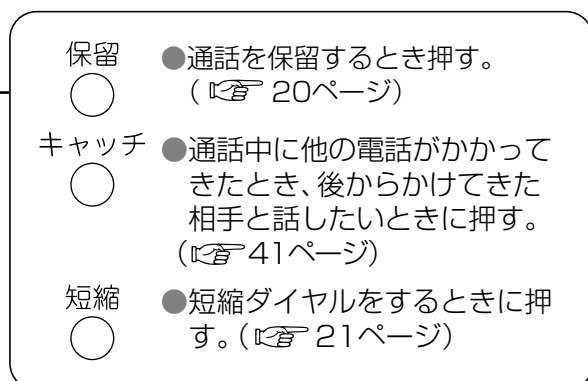 保留
●通話を保留するとき押す。
(☞ 20ページ)
キャッチ
●通話中に他の電話がかかって
きたとき、後からかけてきた
相手と話したいときに押す。
(☞41ページ)
短縮
●短縮ダイヤルをするときに押
す。(☞ 21ページ)